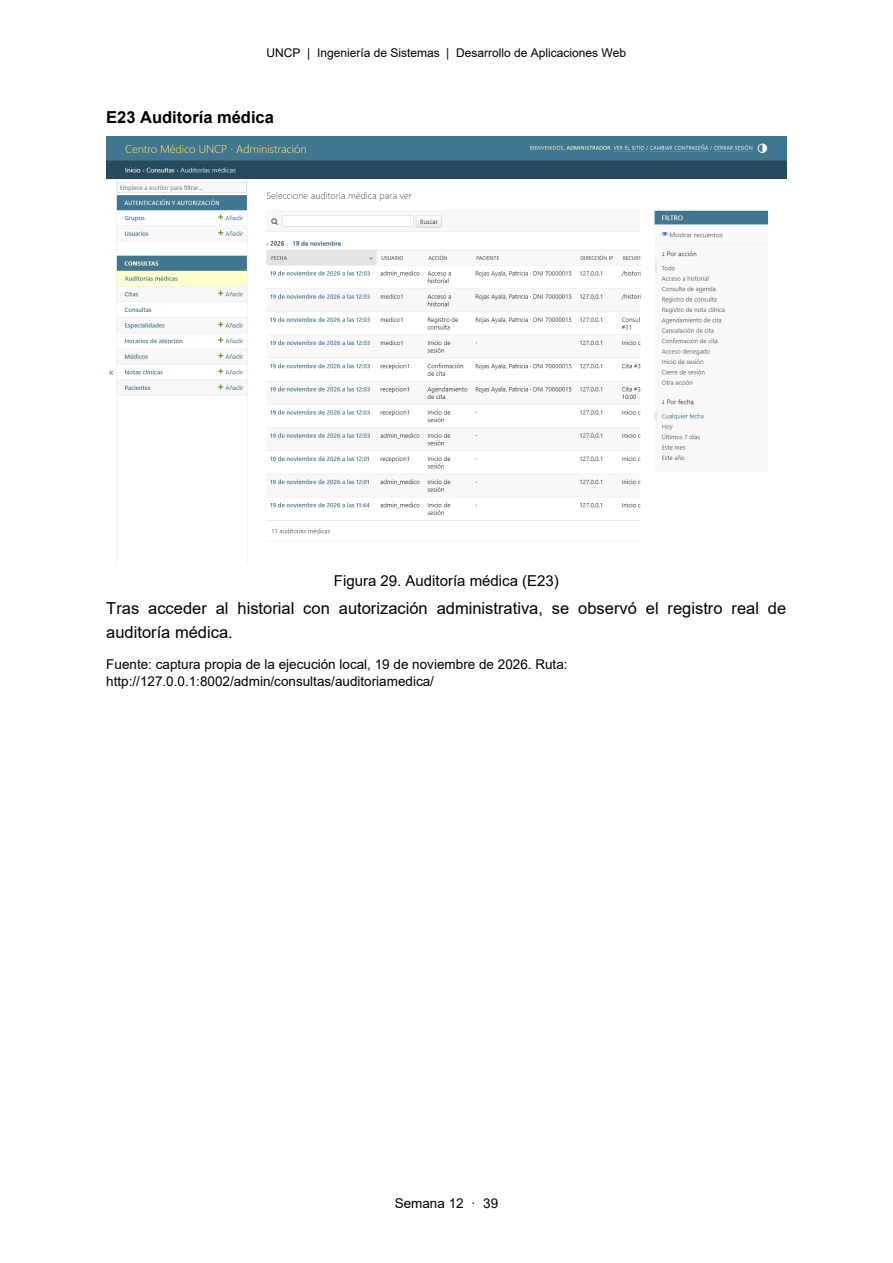 UNCP | Ingeniería de Sistemas | Desarrollo de Aplicaciones Web
E23 Auditoría médica
Centro Médico UNCP · Administración
BIENVENIDOS, ADMINISTRADOR. VER EL SITIO / CAMBIAR CONTRASEÑA / CERRAR SESIÓN
Inicio › Consultas › Auditorías médicas
Empiece a escribir para filtrar...
AUTENTICACIÓN Y AUTORIZACIÓN
Grupos + Añadir
Usuarios + Añadir
CONSULTAS
Auditorías médicas
Citas + Añadir
Consultas
Especialidades + Añadir
Horarios de atención + Añadir
Médicos + Añadir
Notas clínicas + Añadir
Pacientes + Añadir
«
Seleccione auditoría médica para ver
Buscar
‹ 2026 19 de noviembre
FECHA USUARIO ACCIÓN PACIENTE DIRECCIÓN IP RECURS
19 de noviembre de 2026 a las 12:03 admin_medico Acceso a historial Rojas Ayala, Patricia · DNI 70000015 127.0.0.1 /histori
19 de noviembre de 2026 a las 12:03 medico1 Acceso a historial Rojas Ayala, Patricia · DNI 70000015 127.0.0.1 /histori
19 de noviembre de 2026 a las 12:03 medico1 Registro de consulta Rojas Ayala, Patricia · DNI 70000015 127.0.0.1 Consul #31
19 de noviembre de 2026 a las 12:03 medico1 Inicio de sesión - 127.0.0.1 Inicio c
19 de noviembre de 2026 a las 12:03 recepcion1 Confirmación de cita Rojas Ayala, Patricia · DNI 70000015 127.0.0.1 Cita #3
19 de noviembre de 2026 a las 12:03 recepcion1 Agendamiento de cita Rojas Ayala, Patricia · DNI 70000015 127.0.0.1 Cita #3 10:00
19 de noviembre de 2026 a las 12:03 recepcion1 Inicio de sesión - 127.0.0.1 Inicio c
19 de noviembre de 2026 a las 12:03 admin_medico Inicio de sesión - 127.0.0.1 Inicio c
19 de noviembre de 2026 a las 12:01 recepcion1 Inicio de sesión - 127.0.0.1 Inicio c
19 de noviembre de 2026 a las 12:01 admin_medico Inicio de sesión - 127.0.0.1 Inicio c
19 de noviembre de 2026 a las 11:44 admin_medico Inicio de sesión - 127.0.0.1 Inicio c
11 auditorías médicas
FILTRO
Mostrar recuentos
↓ Por acción
Todo
Acceso a historial
Consulta de agenda
Registro de consulta
Registro de nota clínica
Agendamiento de cita
Cancelación de cita
Confirmación de cita
Acceso denegado
Inicio de sesión
Cierre de sesión
Otra acción
↓ Por fecha
Cualquier fecha
Hoy
Últimos 7 días
Este mes
Este año
Figura 29. Auditoría médica (E23)
Tras acceder al historial con autorización administrativa, se observó el registro real de
auditoría médica.
Fuente: captura propia de la ejecución local, 19 de noviembre de 2026. Ruta:
http://127.0.0.1:8002/admin/consultas/auditoriamedica/
Semana 12 · 39